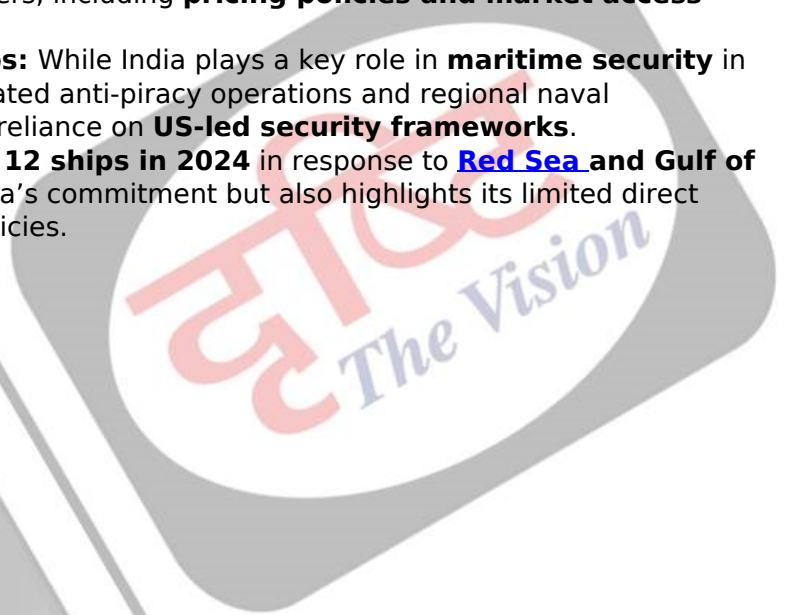 ers, including pricing policies and market access
os: While India plays a key role in maritime security in
ated anti-piracy operations and regional naval
reliance on US-led security frameworks.
12 ships in 2024 in response to Red Sea and Gulf of
a's commitment but also highlights its limited direct
icies.
दृष्टि
The Vision